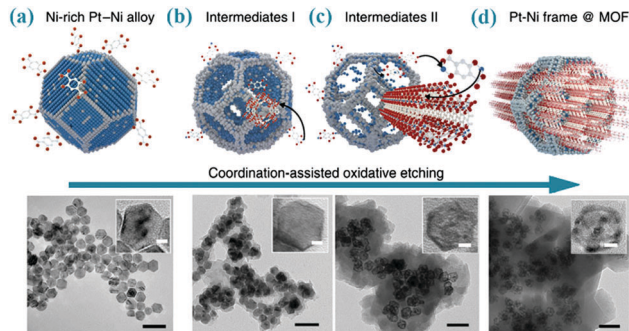 (a) Ni-rich Pt–Ni alloy
(b) Intermediates I
(c) Intermediates II
(d) Pt-Ni frame @ MOF
Coordination-assisted oxidative etching